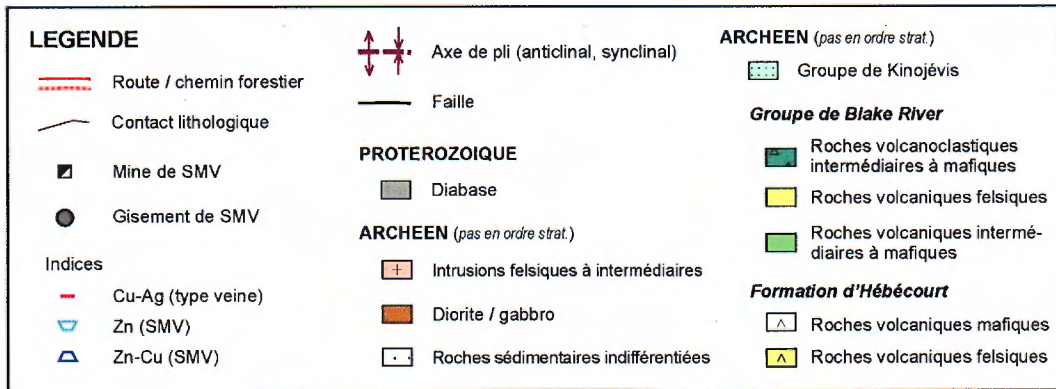 LEGENDE
Route / chemin forestier
Contact lithologique
Mine de SMV
Gisement de SMV
Indices
Cu-Ag (type veine)
Zn (SMV)
Zn-Cu (SMV)
Axe de pli (anticlinal, synclinal)
Faille
PROTEROZOIQUE
Diabase
ARCHEEN (pas en ordre strat.)
Intrusions felsiques à intermédiaires
Diorite / gabbro
Roches sédimentaires indifférentiées
ARCHEEN (pas en ordre strat.)
Groupe de Kinojévis
Groupe de Blake River
Roches volcanoclastiques
intermédiaires à mafiques
Roches volcaniques felsiques
Roches volcaniques intermé-
diaires à mafiques
Formation d'Hébécourt
Roches volcaniques mafiques
Roches volcaniques felsiques